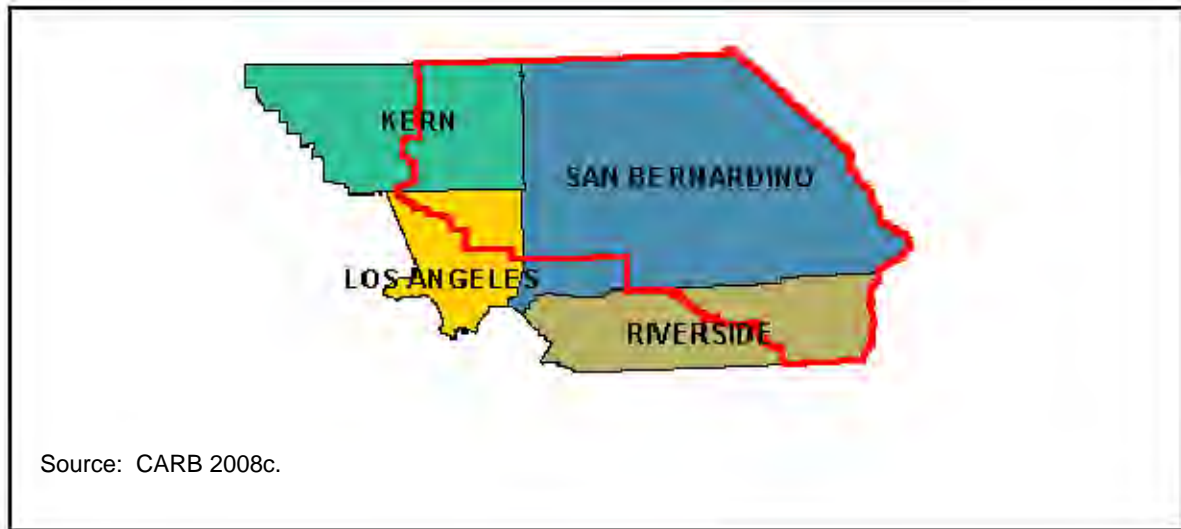 KERN
SAN BERNARDINO
LOS ANGELES
RIVERSIDE
Source: CARB 2008c.